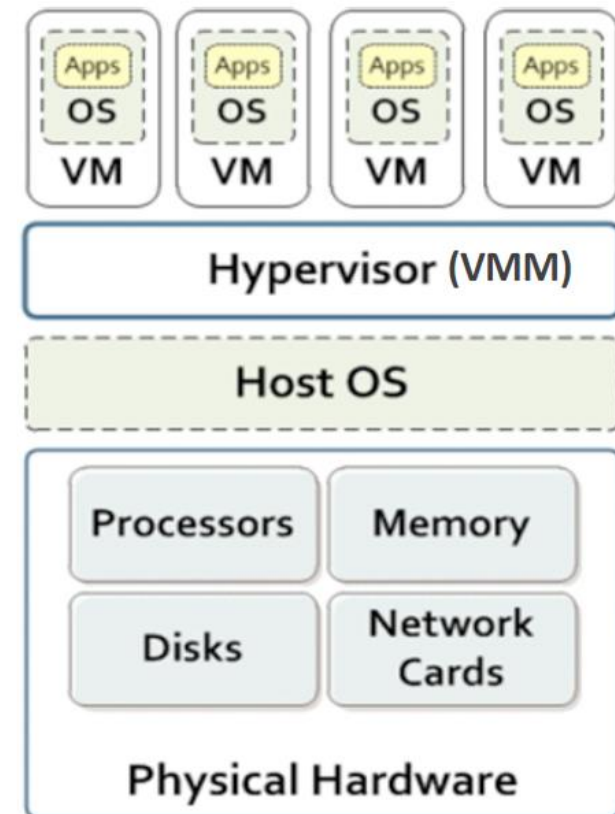 Apps Apps Apps Apps
OS OS OS OS
VM VM VM VM
Hypervisor (VMM)
Host OS
Processors Memory
Disks Network
Cards
Physical Hardware